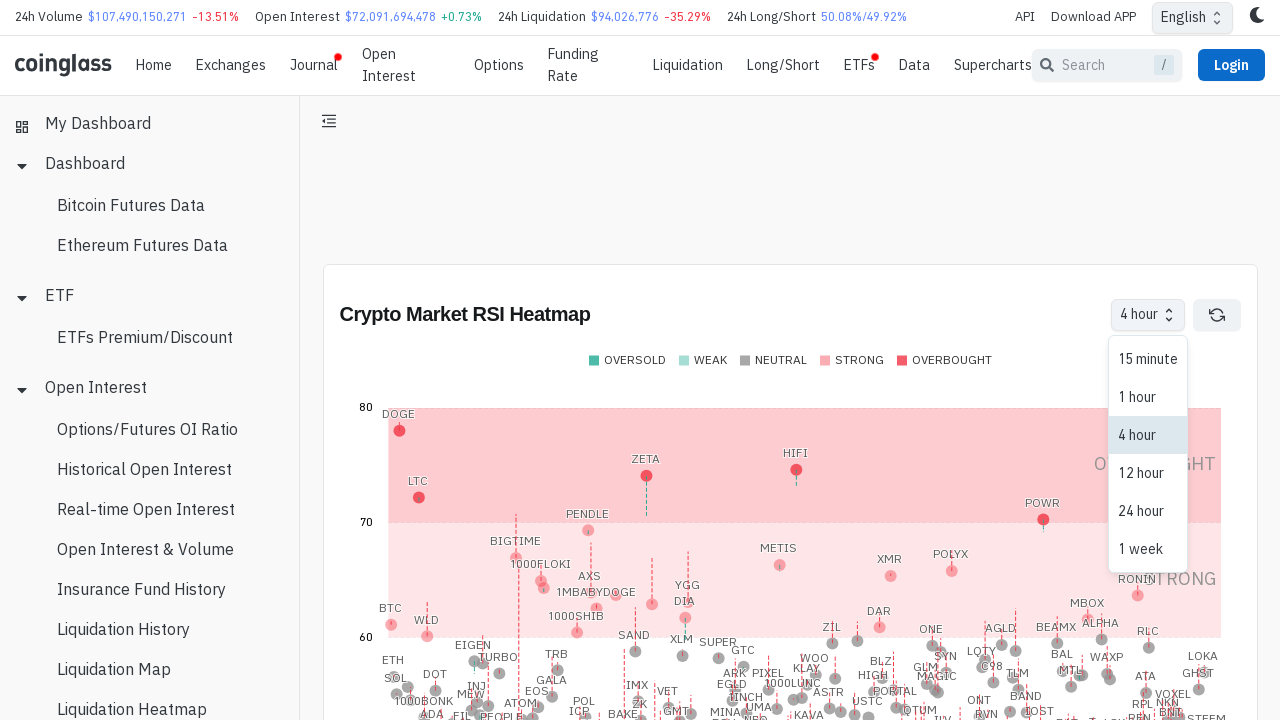 24h Volume $107,490,150,271 -13.51% Open Interest $72,091,694,478 +0.73% 24h Liquidation $94,026,776 -35.29% 24h Long/Short 50.08%/49.92% API Download APP English
coinglass Home Exchanges Journal Open Interest Options Funding Rate Liquidation Long/Short ETFs Data Supercharts Search / Login
My Dashboard
Dashboard
Bitcoin Futures Data
Ethereum Futures Data
ETF
ETFs Premium/Discount
Open Interest
Options/Futures OI Ratio
Historical Open Interest
Real-time Open Interest
Open Interest & Volume
Insurance Fund History
Liquidation History
Liquidation Map
Liquidation Heatmap
Crypto Market RSI Heatmap 4 hour
15 minute
1 hour
4 hour
12 hour
24 hour
1 week
OVERSOLD WEAK NEUTRAL STRONG OVERBOUGHT
80
DOGE
ZETA HIFI
LTC
POWR
70
PENDLE
BIGTIME METIS POLYX
1000FLOKI XMR
AXS RONIN STRONG
1MBABYDOGE YGG
DIA MBOX
BTC DAR
WLD 1000SHIB ALPHA
60
SAND XLM ZIL ONE AGLD BEAMX RLC
EIGEN SUPER
TURBO TRB GTC WOO BLZ SYN LQTY BAL WAXP LOKA
ETH KLAY GLM C98 MTL GHST
SOL DOT GALA ARK PIXEL HIGH MAGIC TLM ATA
INJ EOS IMX VET EGLD 2000LUNC ASTR PORTAL BAND VOXEL
MEW ATOM POL ZK 1INCH USTC ONT RPL NKN
ADA FIL PEOPLE ICP BAKE GMT MINA UMA KAVA RVN IOST REN BNT STEEM